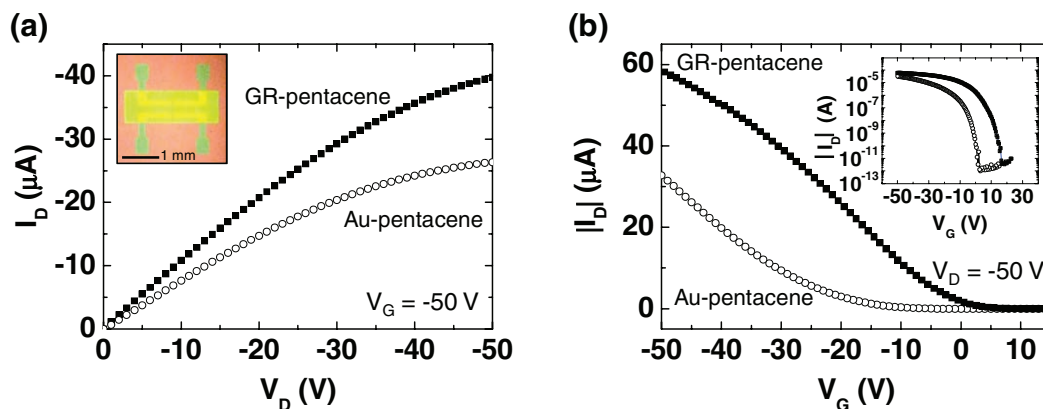 (a)
I_D (µA)
-40
-30
-20
-10
0
0 -10 -20 -30 -40 -50
V_D (V)
1 mm
GR-pentacene
Au-pentacene
V_G = -50 V
(b)
|I_D| (µA)
60
40
20
0
-50 -40 -30 -20 -10 0 10
V_G (V)
GR-pentacene
Au-pentacene
V_D = -50 V
|I_D| (A)
10^-5
10^-7
10^-9
10^-11
10^-13
-50 -30 -10 10 30
V_G (V)